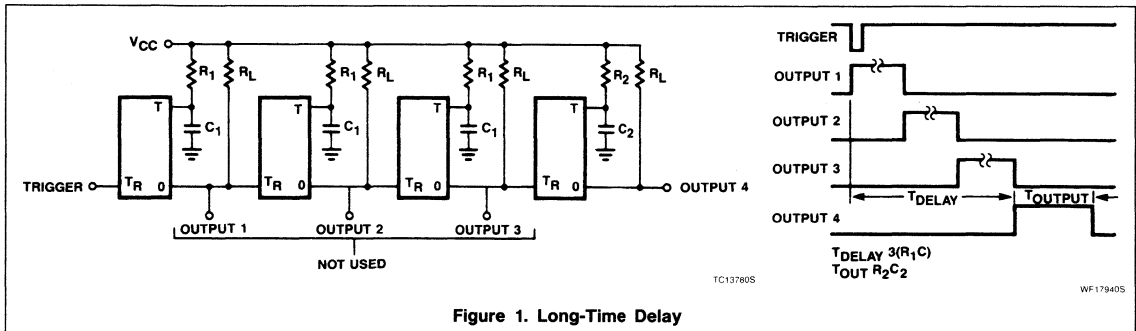 VCC
R1 RL R1 RL R1 RL R2 RL
T T T T
C1 C1 C1 C2
TRIGGER TR 0 TR 0 TR 0 TR 0 OUTPUT 4
OUTPUT 1 OUTPUT 2 OUTPUT 3
NOT USED
TC13780S
TRIGGER
OUTPUT 1
OUTPUT 2
OUTPUT 3
TDELAY TOUTPUT
OUTPUT 4
TDELAY 3(R1C)
TOUT R2C2
WF17940S
Figure 1. Long-Time Delay